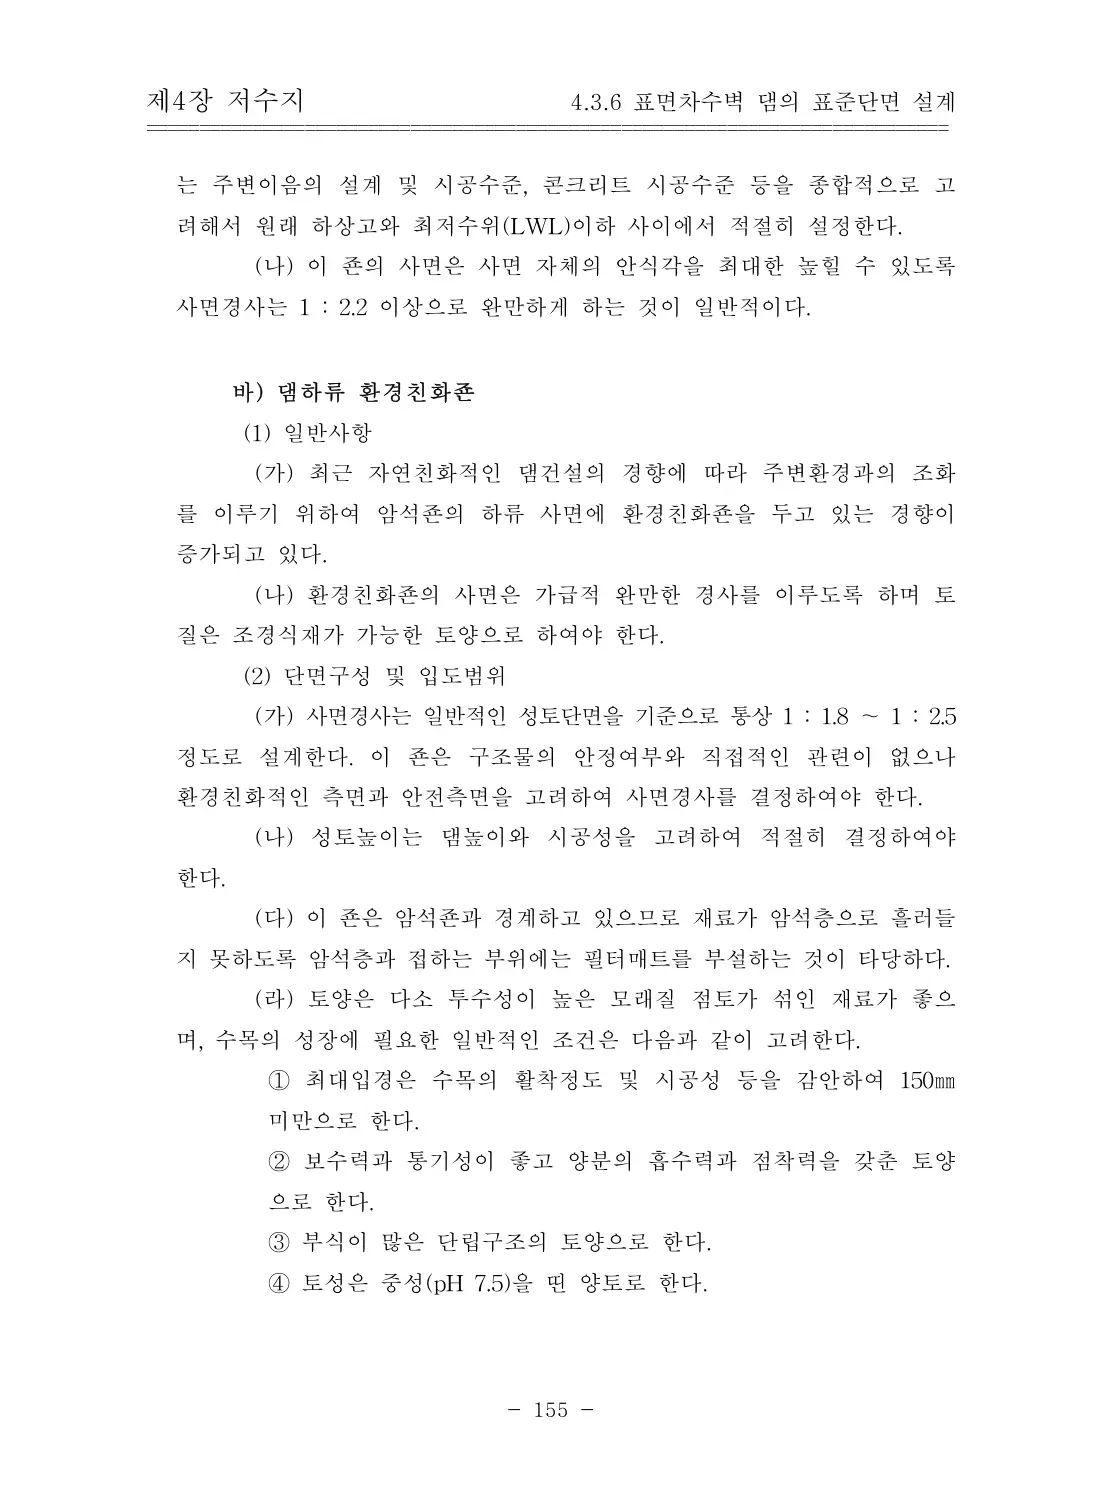 제4장 저수지 4.3.6 표면차수벽 댐의 표준단면 설계
는 주변이음의 설계 및 시공수준, 콘크리트 시공수준 등을 종합적으로 고
려해서 원래 하상고와 최저수위(LWL)이하 사이에서 적절히 설정한다.
(나) 이 죤의 사면은 사면 자체의 안식각을 최대한 높힐 수 있도록
사면경사는 1 : 2.2 이상으로 완만하게 하는 것이 일반적이다.
바) 댐하류 환경친화죤
(1) 일반사항
(가) 최근 자연친화적인 댐건설의 경향에 따라 주변환경과의 조화
를 이루기 위하여 암석죤의 하류 사면에 환경친화죤을 두고 있는 경향이
증가되고 있다.
(나) 환경친화죤의 사면은 가급적 완만한 경사를 이루도록 하며 토
질은 조경식재가 가능한 토양으로 하여야 한다.
(2) 단면구성 및 입도범위
(가) 사면경사는 일반적인 성토단면을 기준으로 통상 1 : 1.8 ~ 1 : 2.5
정도로 설계한다. 이 죤은 구조물의 안정여부와 직접적인 관련이 없으나
환경친화적인 측면과 안전측면을 고려하여 사면경사를 결정하여야 한다.
(나) 성토높이는 댐높이와 시공성을 고려하여 적절히 결정하여야
한다.
(다) 이 죤은 암석죤과 경계하고 있으므로 재료가 암석층으로 흘러들
지 못하도록 암석층과 접하는 부위에는 필터매트를 부설하는 것이 타당하다.
(라) 토양은 다소 투수성이 높은 모래질 점토가 섞인 재료가 좋으
며, 수목의 성장에 필요한 일반적인 조건은 다음과 같이 고려한다.
① 최대입경은 수목의 활착정도 및 시공성 등을 감안하여 150㎜
미만으로 한다.
② 보수력과 통기성이 좋고 양분의 흡수력과 점착력을 갖춘 토양
으로 한다.
③ 부식이 많은 단립구조의 토양으로 한다.
④ 토성은 중성(pH 7.5)을 띤 양토로 한다.
- 155 -